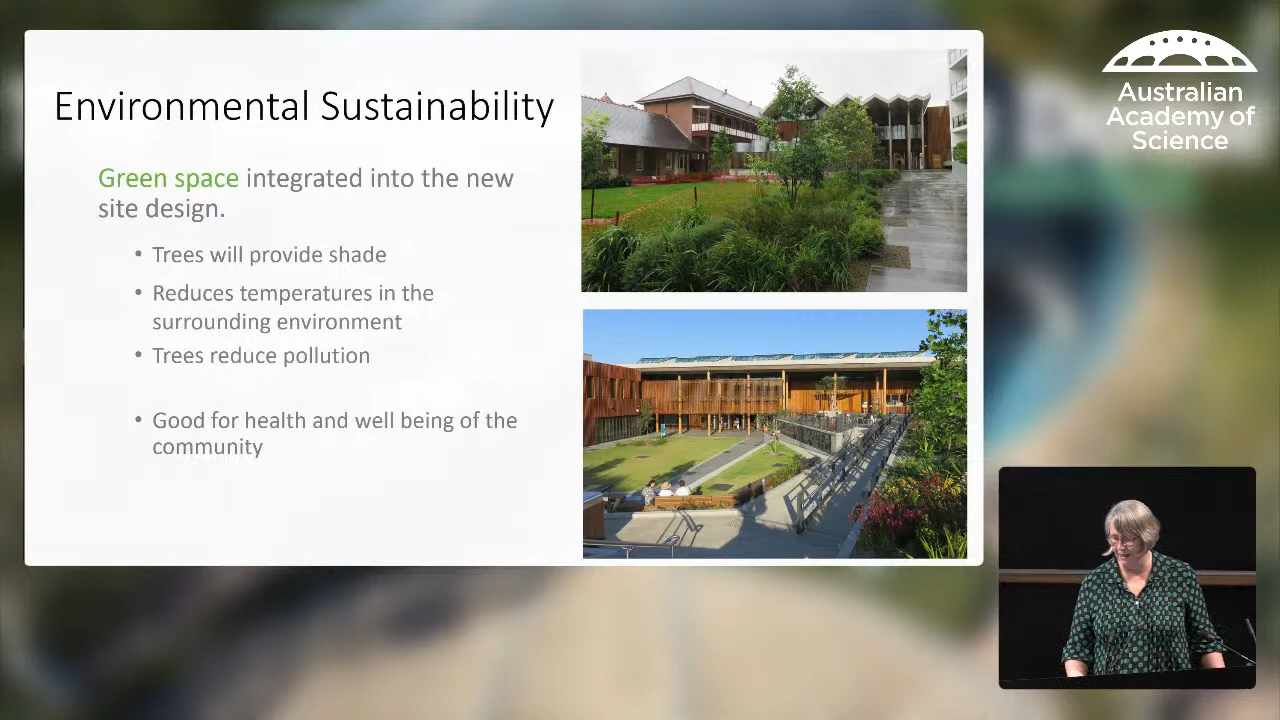 Environmental Sustainability
Green space integrated into the new
site design.
• Trees will provide shade
• Reduces temperatures in the
surrounding environment
• Trees reduce pollution
• Good for health and well being of the
community
Australian
Academy of
Science